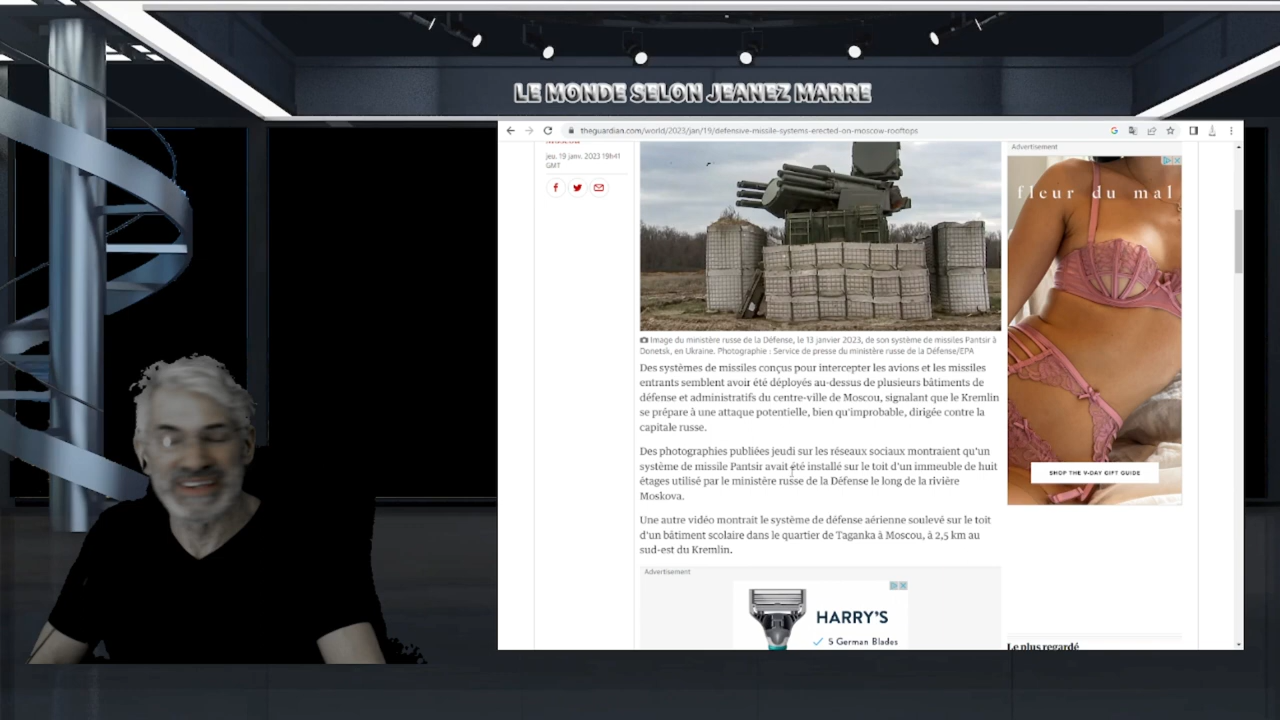 LE MONDE SELON JEANEZ MARRE
theguardian.com/world/2023/jan/19/defensive-missile-systems-erected-on-moscow-rooftops
jeu. 19 janv. 2023 19h41
GMT
Image du ministère russe de la Défense, le 13 janvier 2023, de son système de missiles Pantsir à
Donetsk, en Ukraine. Photographie : Service de presse du ministère russe de la Défense/EPA
Des systèmes de missiles conçus pour intercepter les avions et les missiles
entrants semblent avoir été déployés au-dessus de plusieurs bâtiments de
défense et administratifs du centre-ville de Moscou, signalant que le Kremlin
se prépare à une attaque potentielle, bien qu'improbable, dirigée contre la
capitale russe.
Des photographies publiées jeudi sur les réseaux sociaux montraient qu'un
système de missile Pantsir avait été installé sur le toit d'un immeuble de huit
étages utilisé par le ministère russe de la Défense le long de la rivière
Moskova.
Une autre vidéo montrait le système de défense aérienne soulevé sur le toit
d'un bâtiment scolaire dans le quartier de Taganka à Moscou, à 2,5 km au
sud-est du Kremlin.
Advertisement
HARRY'S
✓ 5 German Blades
Advertisement
fleur du mal
SHOP THE V-DAY GIFT GUIDE
Le plus regardé